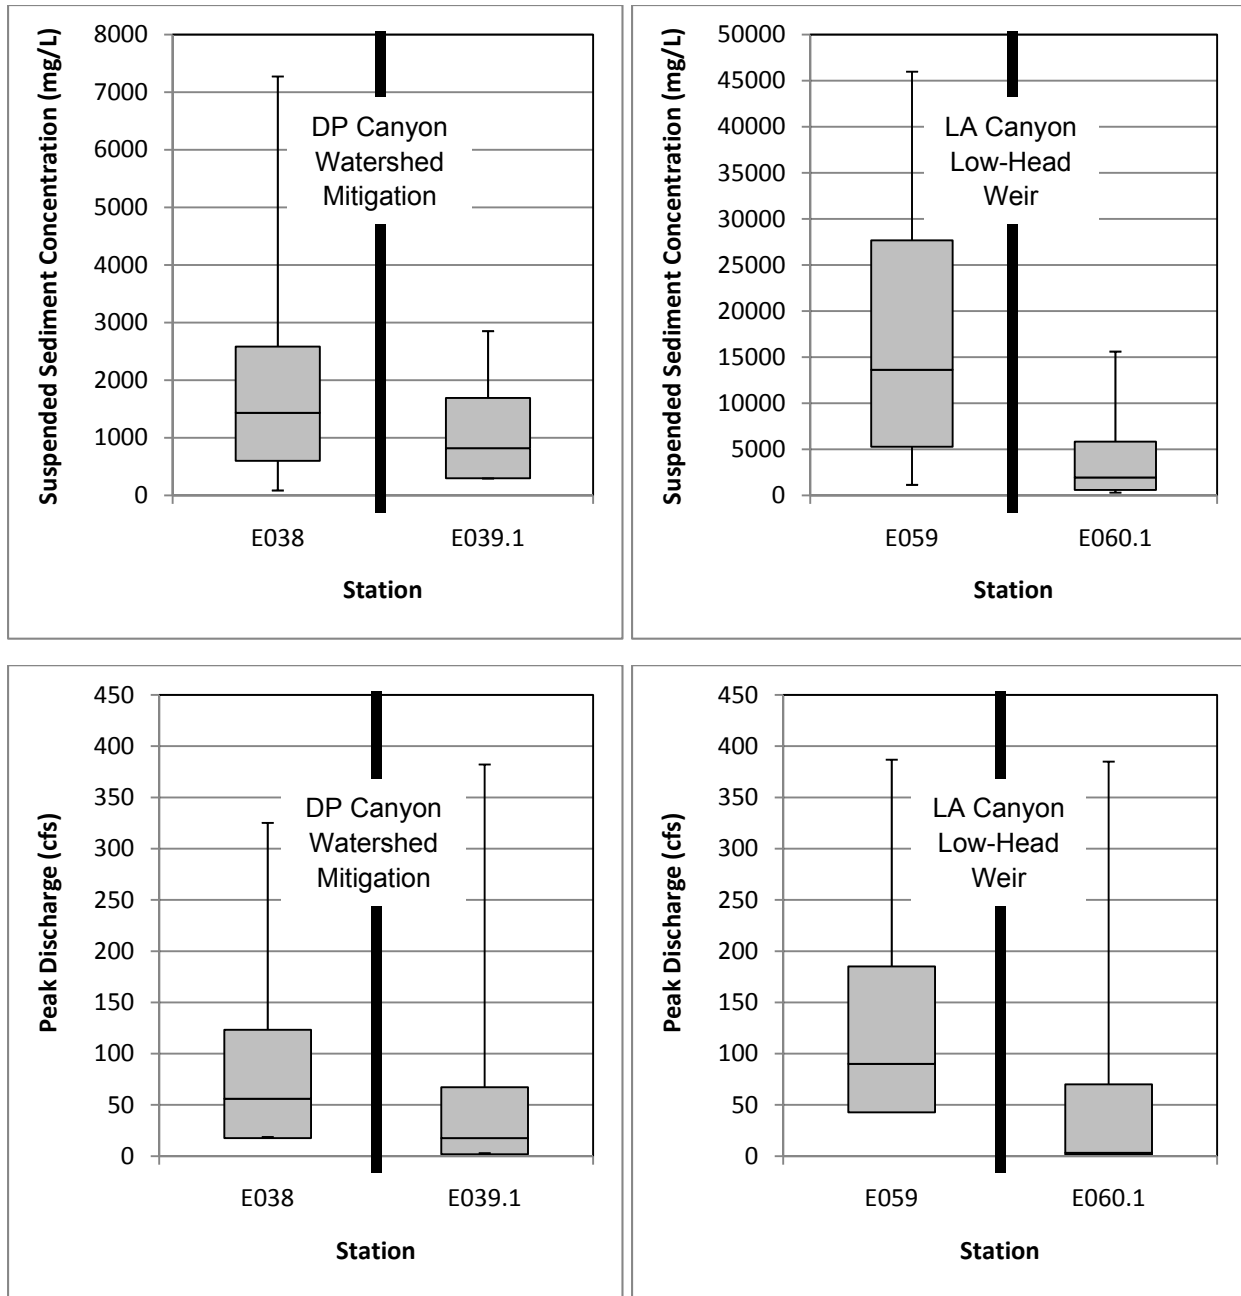 Suspended Sediment Concentration (mg/L)
8000
7000
6000
5000
4000
3000
2000
1000
0
DP Canyon
Watershed
Mitigation
E038
E039.1
Station
Suspended Sediment Concentration (mg/L)
50000
45000
40000
35000
30000
25000
20000
15000
10000
5000
0
LA Canyon
Low-Head
Weir
E059
E060.1
Station
Peak Discharge (cfs)
450
400
350
300
250
200
150
100
50
0
DP Canyon
Watershed
Mitigation
E038
E039.1
Station
Peak Discharge (cfs)
450
400
350
300
250
200
150
100
50
0
LA Canyon
Low-Head
Weir
E059
E060.1
Station